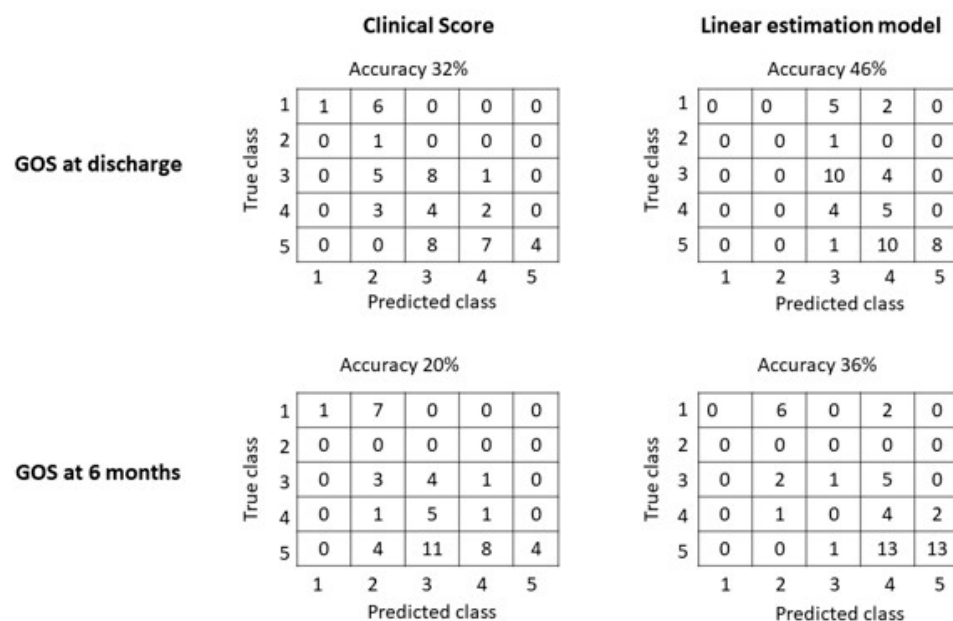 Clinical Score
Linear estimation model
GOS at discharge
Accuracy 32%
True class
1 1 6 0 0 0
2 0 1 0 0 0
3 0 5 8 1 0
4 0 3 4 2 0
5 0 0 8 7 4
1 2 3 4 5
Predicted class
Accuracy 46%
True class
1 0 0 5 2 0
2 0 0 1 0 0
3 0 0 10 4 0
4 0 0 4 5 0
5 0 0 1 10 8
1 2 3 4 5
Predicted class
GOS at 6 months
Accuracy 20%
True class
1 1 7 0 0 0
2 0 0 0 0 0
3 0 3 4 1 0
4 0 1 5 1 0
5 0 4 11 8 4
1 2 3 4 5
Predicted class
Accuracy 36%
True class
1 0 6 0 2 0
2 0 0 0 0 0
3 0 2 1 5 0
4 0 1 0 4 2
5 0 0 1 13 13
1 2 3 4 5
Predicted class